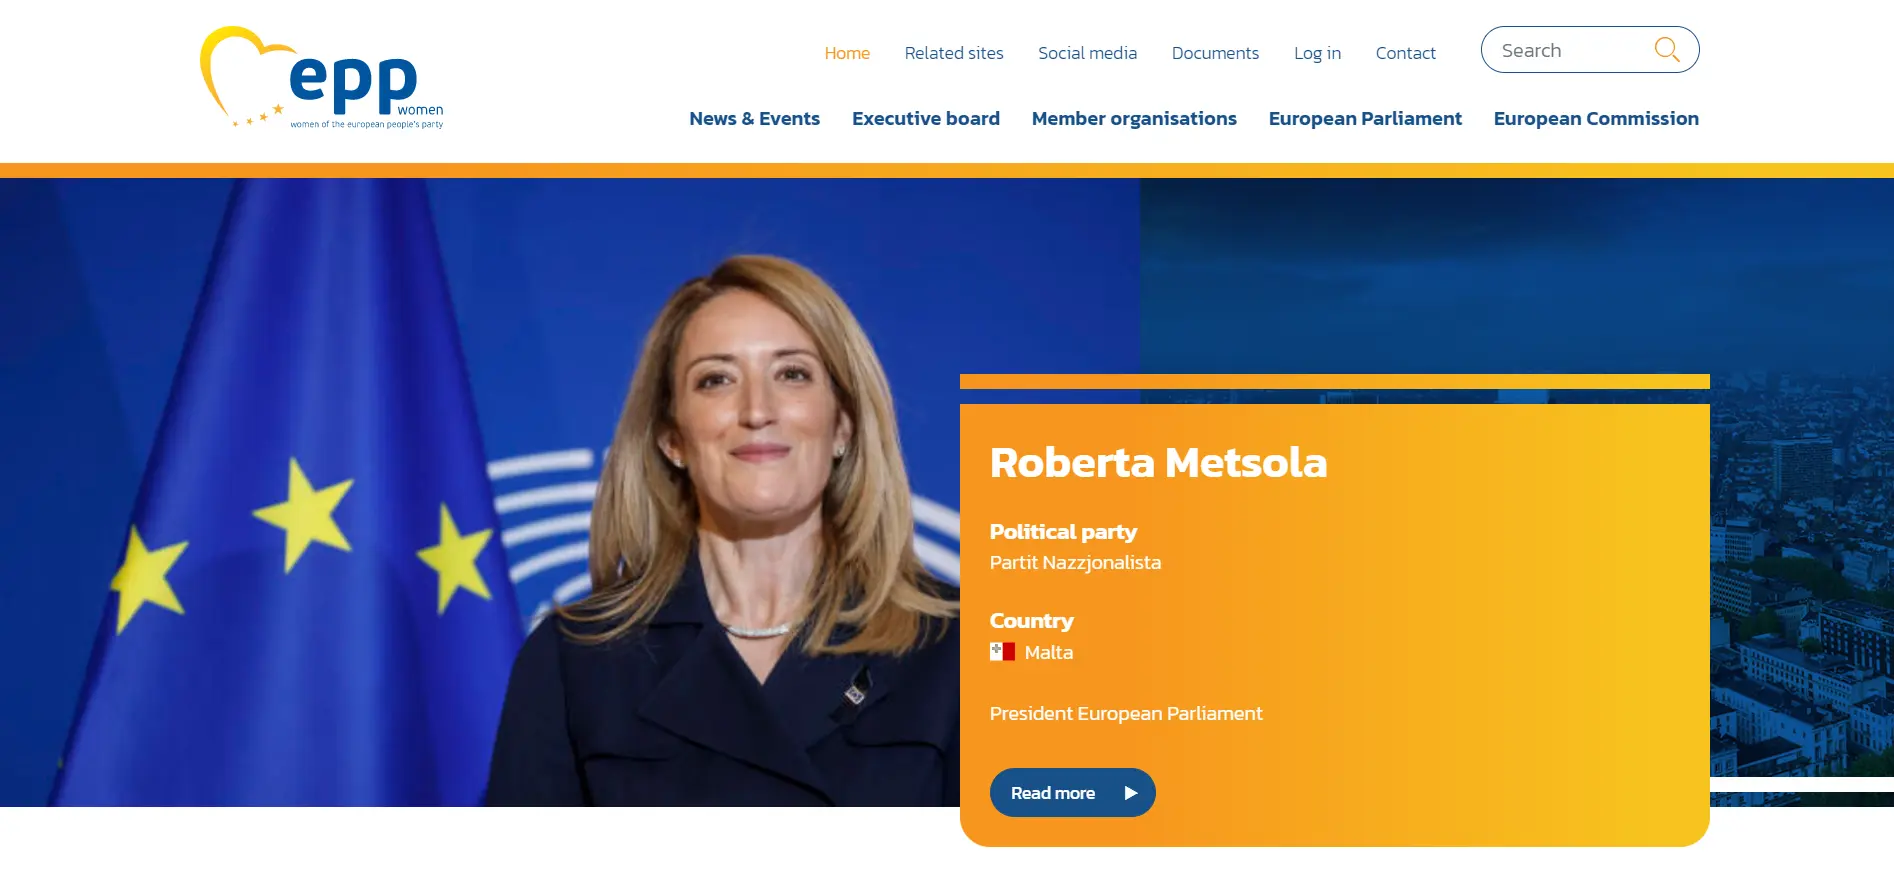 epp
women
women of the european people's party
Home
Related sites
Social media
Documents
Log in
Contact
Search
News & Events
Executive board
Member organisations
European Parliament
European Commission
Roberta Metsola
Political party
Partit Nazzjonalista
Country
Malta
President European Parliament
Read more